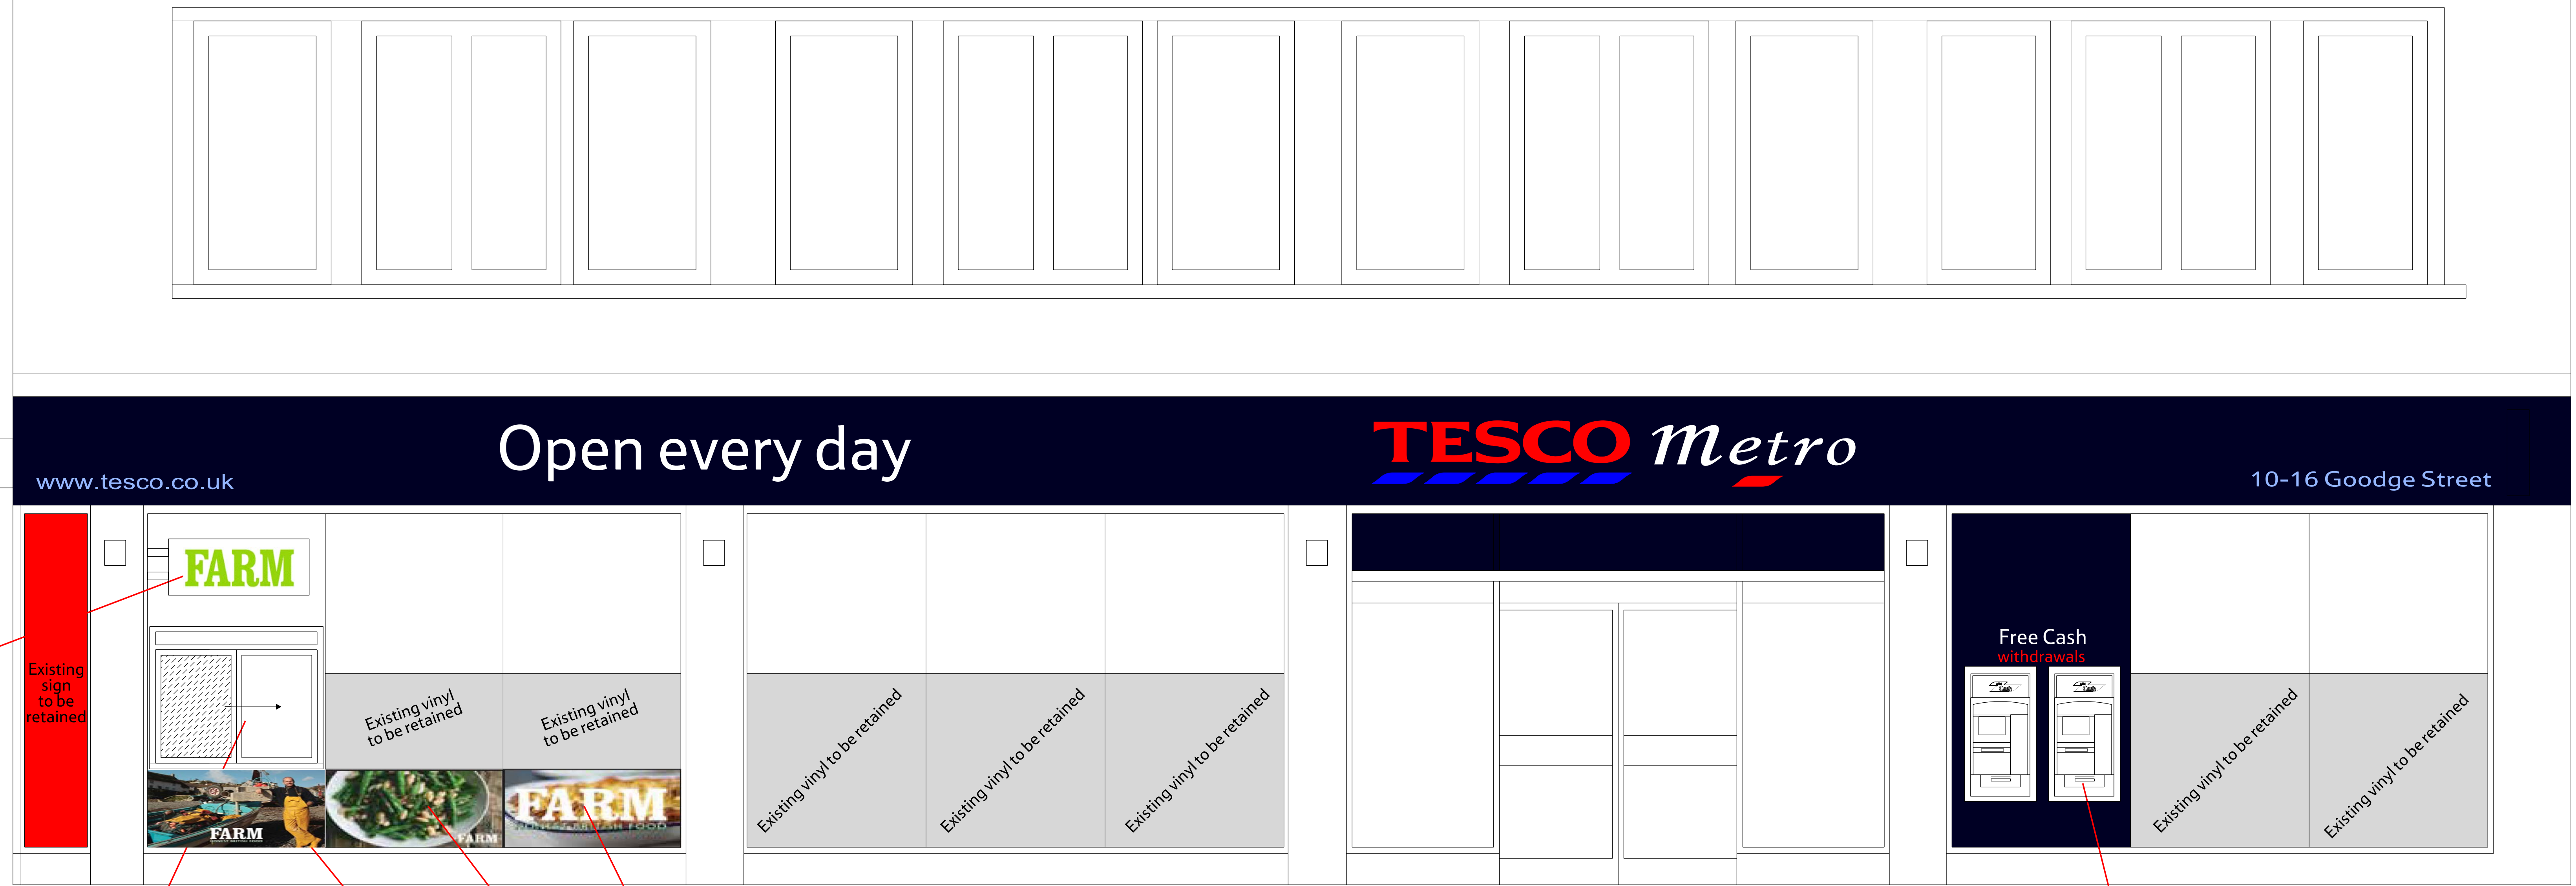 Open every day
TESCO Metro
www.tesco.co.uk
10-16 Goodge Street
FARM
Existing
sign
to be
retained
Existing vinyl
to be retained
Existing vinyl
to be retained
FARM
FARM
FARM
Existing vinyl to be retained
Existing vinyl to be retained
Existing vinyl to be retained
Free Cash
withdrawals
Cash
Cash
Existing vinyl to be retained
Existing vinyl to be retained